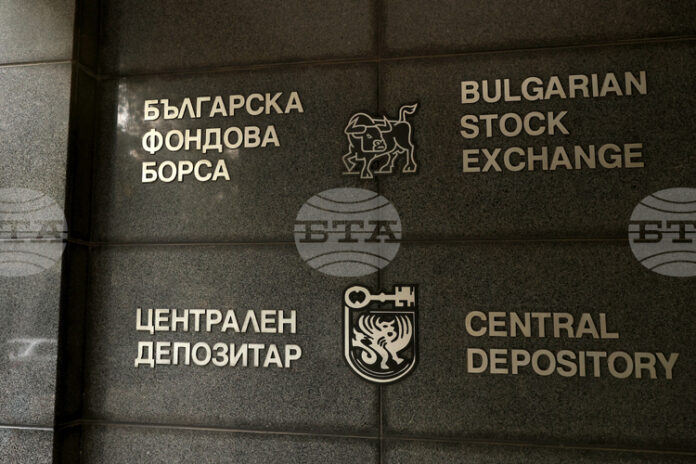 БЪЛГАРСКА
ФОНДОВА
БОРСА
BULGARIAN
STOCK
EXCHANGE
БТА
БТА
БТА
ЦЕНТРАЛЕН
ДЕПОЗИТАР
CENTRAL
DEPOSITORY